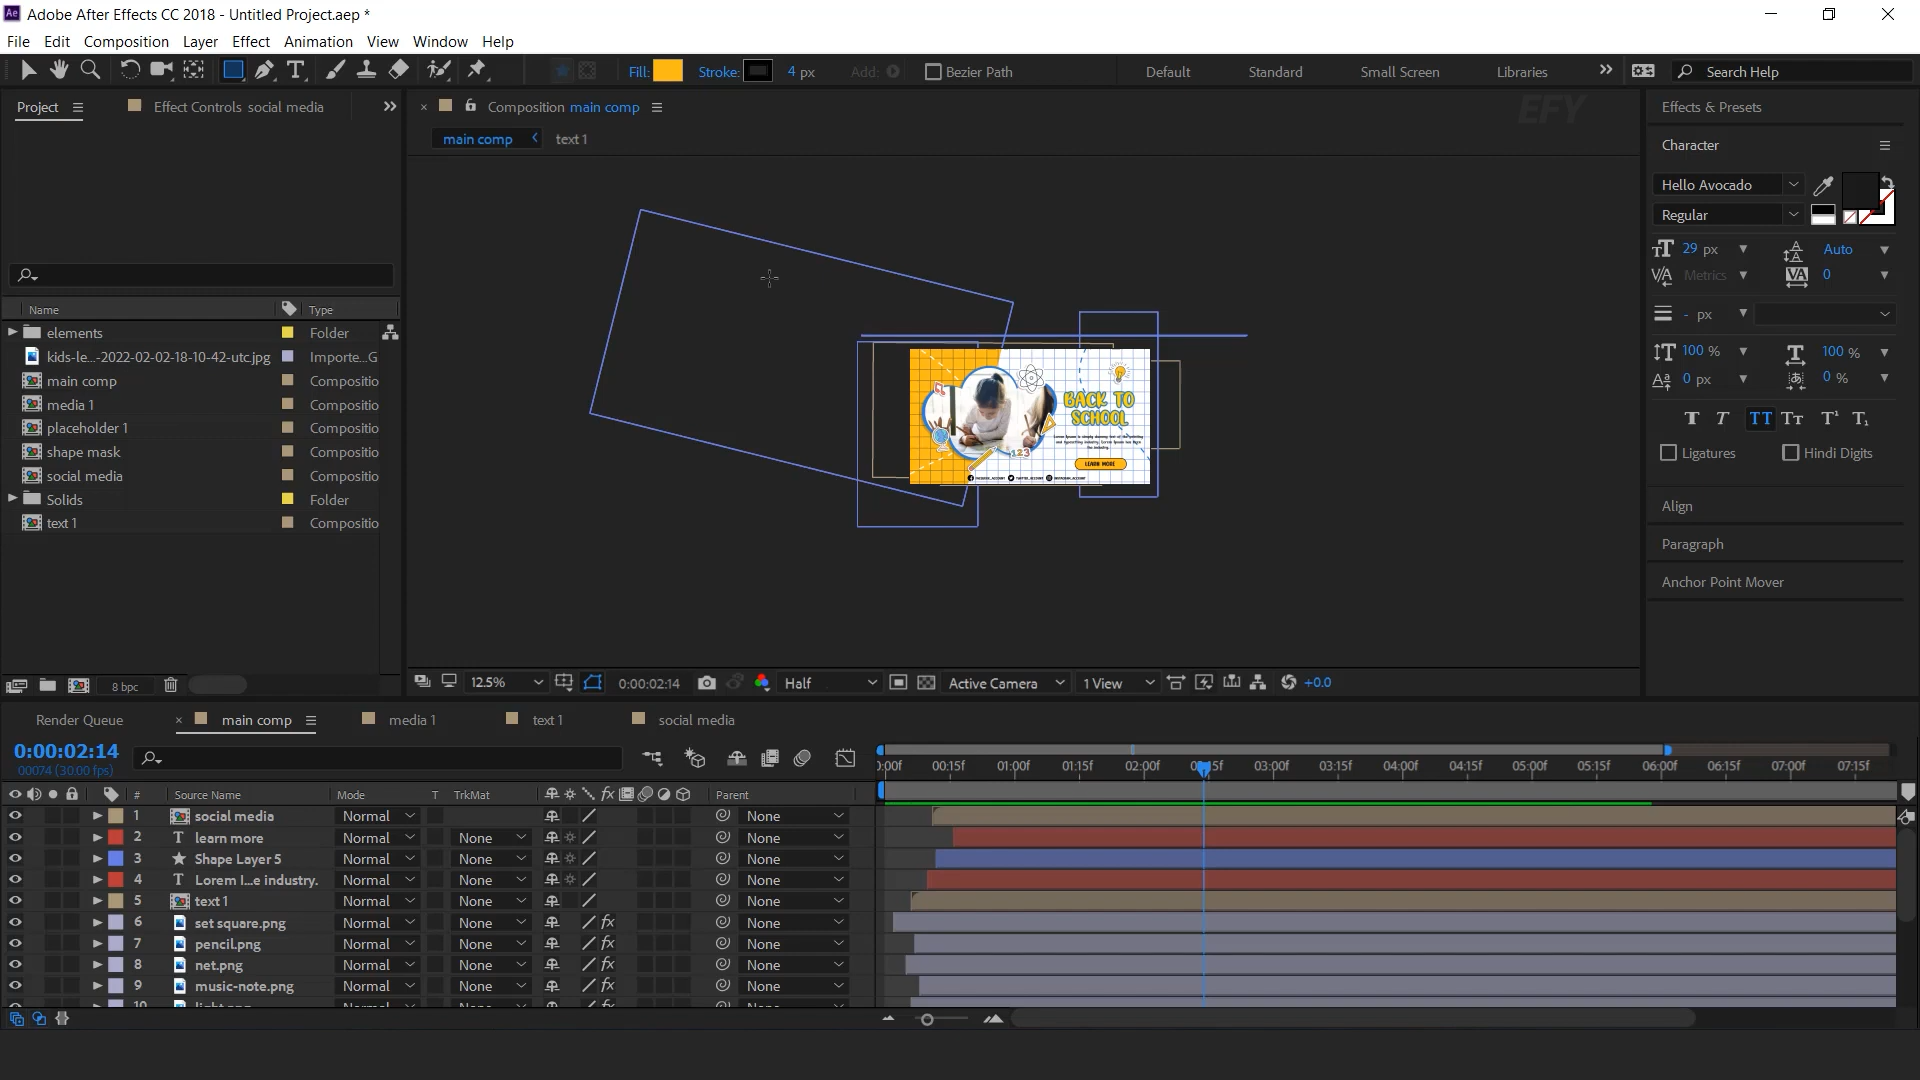 Adobe After Effects CC 2018 - Untitled Project.aep *
File Edit Composition Layer Effect Animation View Window Help
Fill: Stroke: 4 px Add: Bezier Path Default Standard Small Screen Libraries Search Help
Project Effect Controls social media
Composition main comp
main comp text 1
EFY
Name Type
elements Folder
kids-le...-2022-02-02-18-10-42-utc.jpg Importe...G
main comp Compositio
media 1 Compositio
placeholder 1 Compositio
shape mask Compositio
social media Compositio
Solids Folder
text 1 Compositio
8 bpc
BACK TO
SCHOOL
LEARN MORE
123
12.5% 0:00:02:14 Half Active Camera 1 View +0.0
Effects & Presets
Character
Hello Avocado
Regular
29 px Auto
Metrics 0
- px
100 % 100 %
0 px 0 %
Ligatures Hindi Digits
Align
Paragraph
Anchor Point Mover
Render Queue main comp media 1 text 1 social media
0:00:02:14
00074 (30.00 fps)
):00f 00:15f 01:00f 01:15f 02:00f 02:15f 03:00f 03:15f 04:00f 04:15f 05:00f 05:15f 06:00f 06:15f 07:00f 07:15f
# Source Name Mode T TrkMat Parent
1 social media Normal None
2 learn more Normal None None
3 Shape Layer 5 Normal None None
4 Lorem I...e industry. Normal None None
5 text 1 Normal None None
6 set square.png Normal None None
7 pencil.png Normal None None
8 net.png Normal None None
9 music-note.png Normal None None